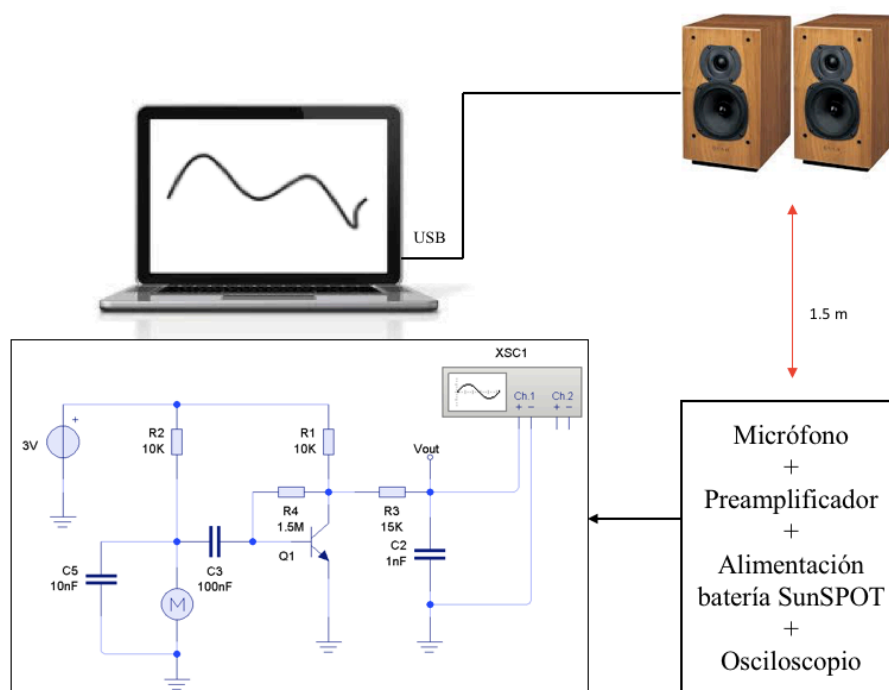 USB
1.5 m
XSC1
Ch.1
Ch.2
+ − + −
3V
+
R2
10K
R1
10K
Vout
R4
1.5M
R3
15K
C5
10nF
C3
100nF
Q1
C2
1nF
M
Micrófono
+
Preamplificador
+
Alimentación
batería SunSPOT
+
Osciloscopio